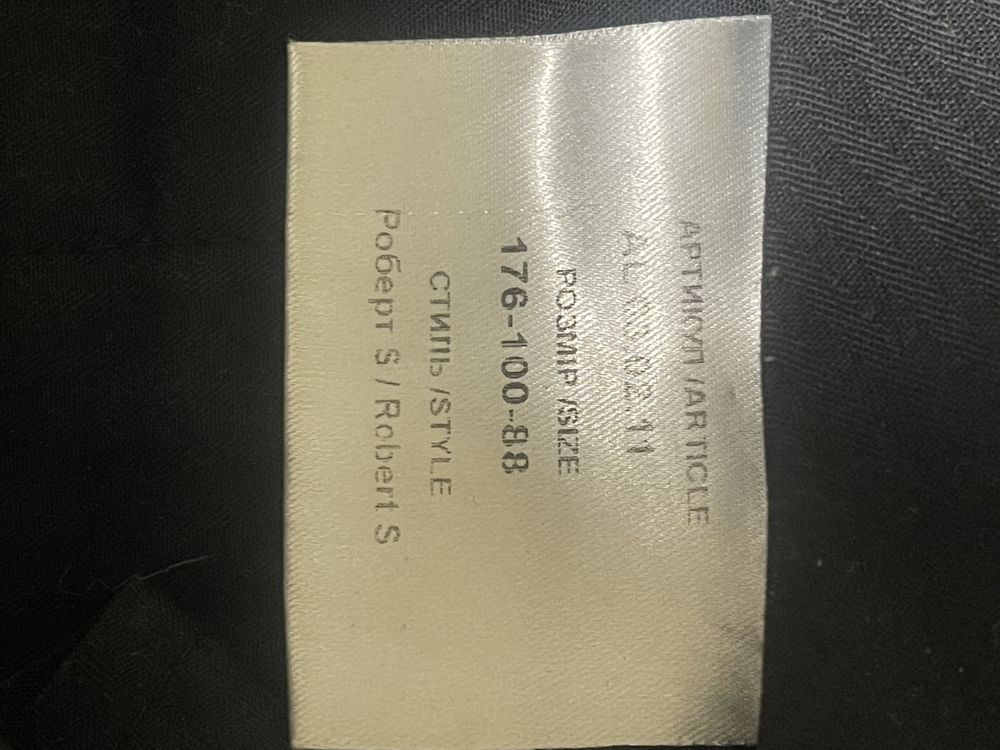 АРТИКУЛ /ARTICLE
РОЗМІР /SIZE
176-100-88
СТИЛЬ /STYLE
Роберт S / Robert S